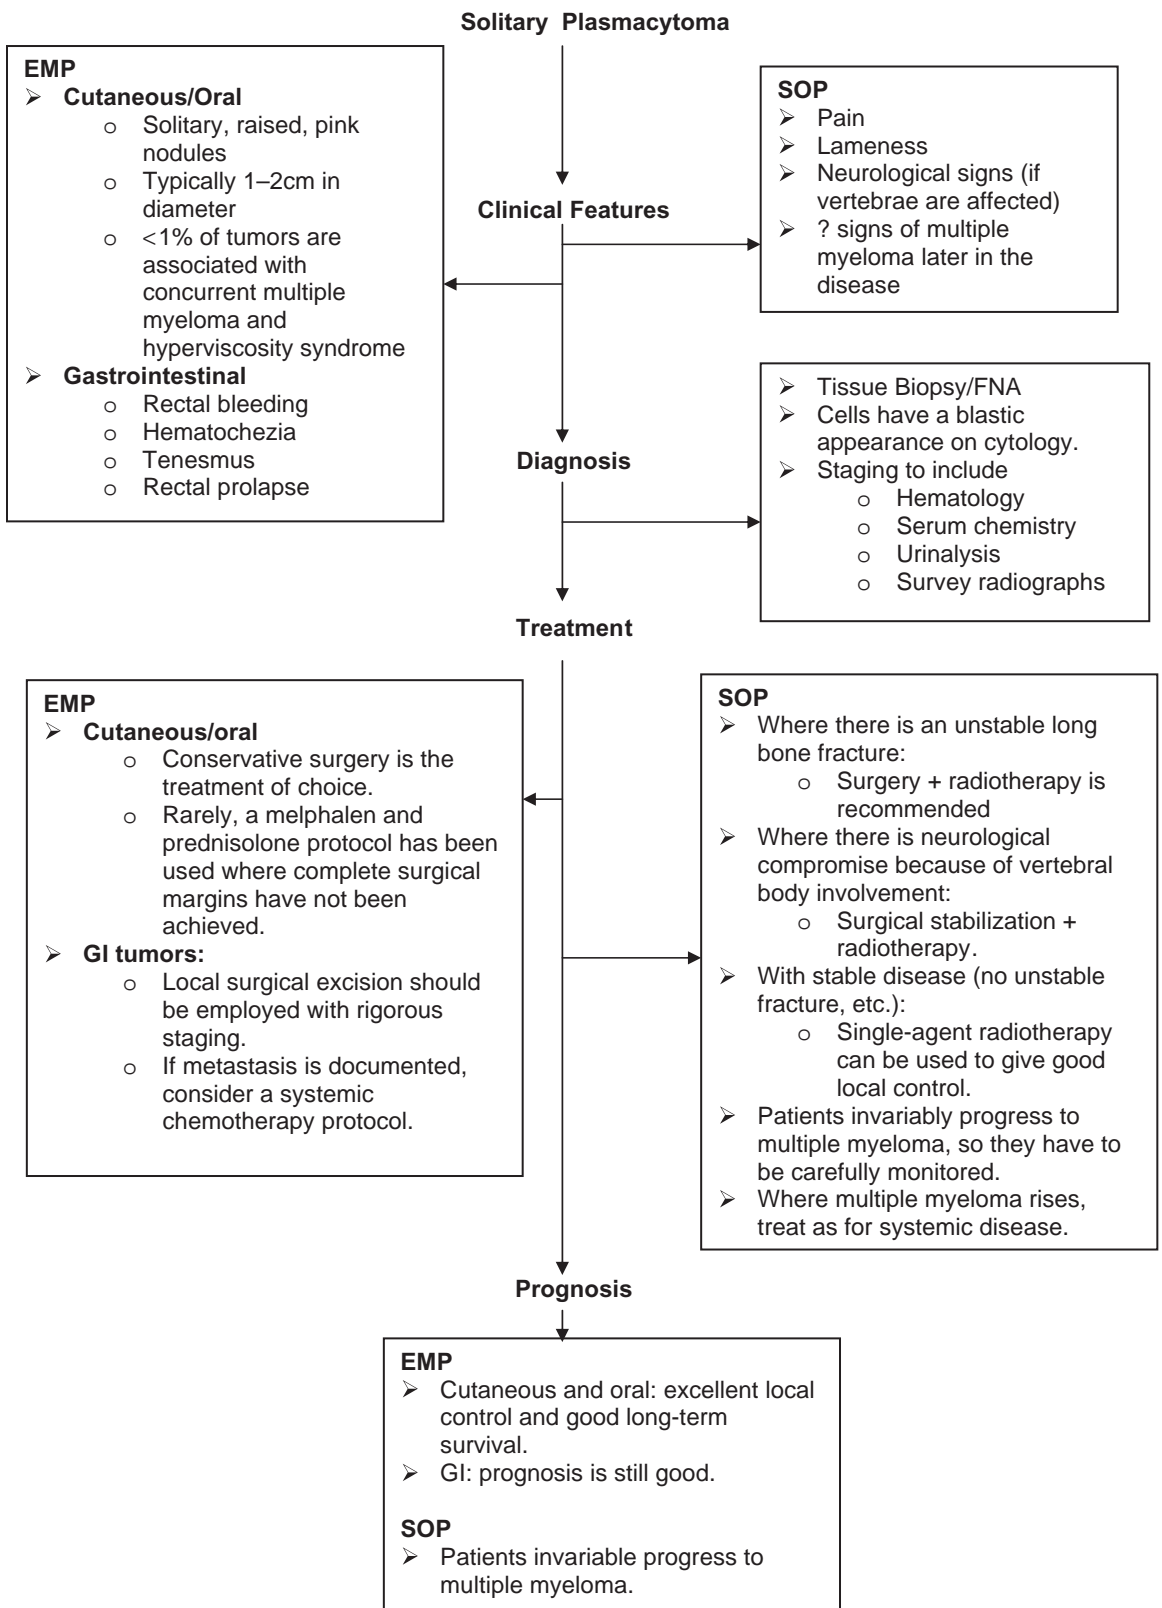 Solitary Plasmacytoma
EMP
➢ Cutaneous/Oral
o Solitary, raised, pink
nodules
o Typically 1–2cm in
diameter
o <1% of tumors are
associated with
concurrent multiple
myeloma and
hyperviscosity syndrome
➢ Gastrointestinal
o Rectal bleeding
o Hematochezia
o Tenesmus
o Rectal prolapse
SOP
➢ Pain
➢ Lameness
➢ Neurological signs (if
vertebrae are affected)
➢ ? signs of multiple
myeloma later in the
disease
Clinical Features
➢ Tissue Biopsy/FNA
➢ Cells have a blastic
appearance on cytology.
➢ Staging to include
o Hematology
o Serum chemistry
o Urinalysis
o Survey radiographs
Diagnosis
Treatment
EMP
➢ Cutaneous/oral
o Conservative surgery is the
treatment of choice.
o Rarely, a melphalen and
prednisolone protocol has been
used where complete surgical
margins have not been
achieved.
➢ GI tumors:
o Local surgical excision should
be employed with rigorous
staging.
o If metastasis is documented,
consider a systemic
chemotherapy protocol.
SOP
➢ Where there is an unstable long
bone fracture:
o Surgery + radiotherapy is
recommended
➢ Where there is neurological
compromise because of vertebral
body involvement:
o Surgical stabilization +
radiotherapy.
➢ With stable disease (no unstable
fracture, etc.):
o Single-agent radiotherapy
can be used to give good
local control.
➢ Patients invariably progress to
multiple myeloma, so they have to
be carefully monitored.
➢ Where multiple myeloma rises,
treat as for systemic disease.
Prognosis
EMP
➢ Cutaneous and oral: excellent local
control and good long-term
survival.
➢ GI: prognosis is still good.
SOP
➢ Patients invariable progress to
multiple myeloma.